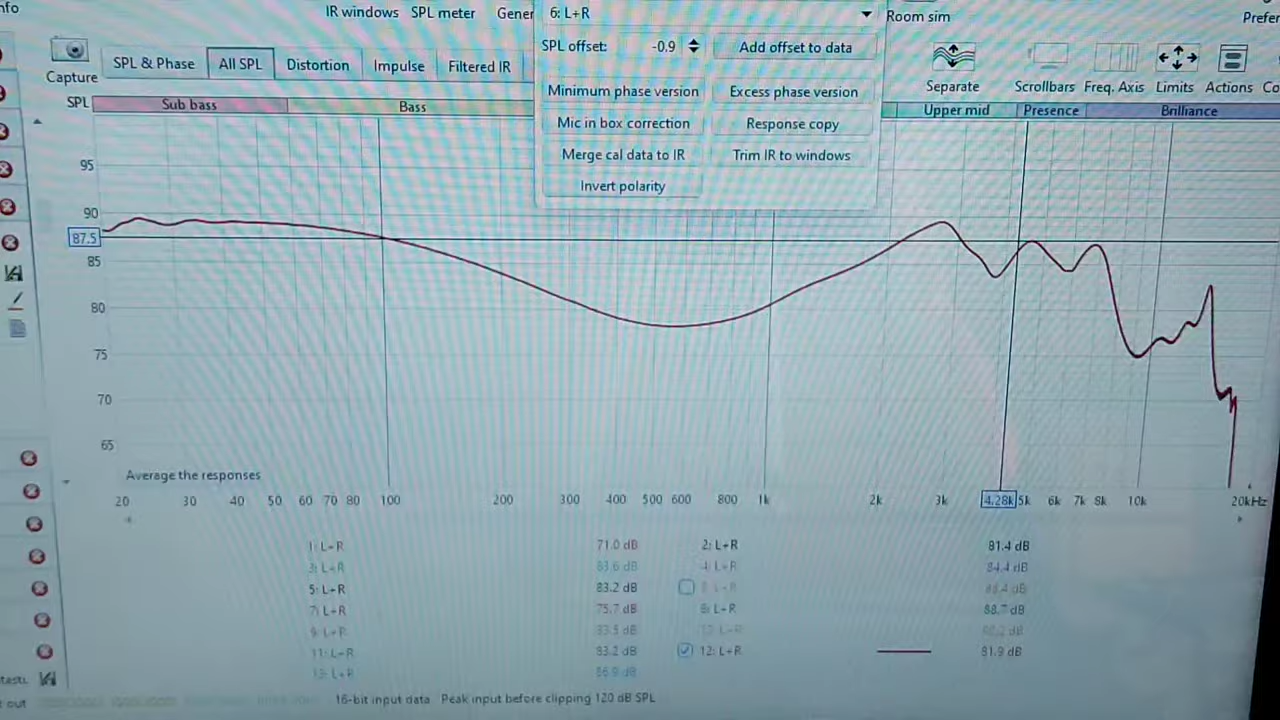 nfo
IR windows SPL meter Gener
6: L+R
Room sim
Prefer
SPL offset: -0.9 Add offset to data
Capture
SPL & Phase All SPL Distortion Impulse Filtered IR
Separate Scrollbars Freq. Axis Limits Actions Co
Minimum phase version Excess phase version
Mic in box correction Response copy
Merge cal data to IR Trim IR to windows
Invert polarity
SPL Sub bass Bass Upper mid Presence Brilliance
95
90
87.5
85
80
75
70
65
Average the responses
20 30 40 50 60 70 80 100 200 300 400 500 600 800 1k 2k 3k 4.28k 5k 6k 7k 8k 10k 20kHz
1: L+R 71.0 dB 2: L+R 81.4 dB
3: L+R 83.6 dB 4: L+R 84.4 dB
5: L+R 83.2 dB L+R
7: L+R 75.7 dB 8: L+R 88.7 dB
9: L+R 83.5 dB L+R
11: L+R 83.2 dB 12: L+R 81.9 dB
13: L+R 86.9 dB
out 16-bit input data Peak input before clipping 120 dB SPL